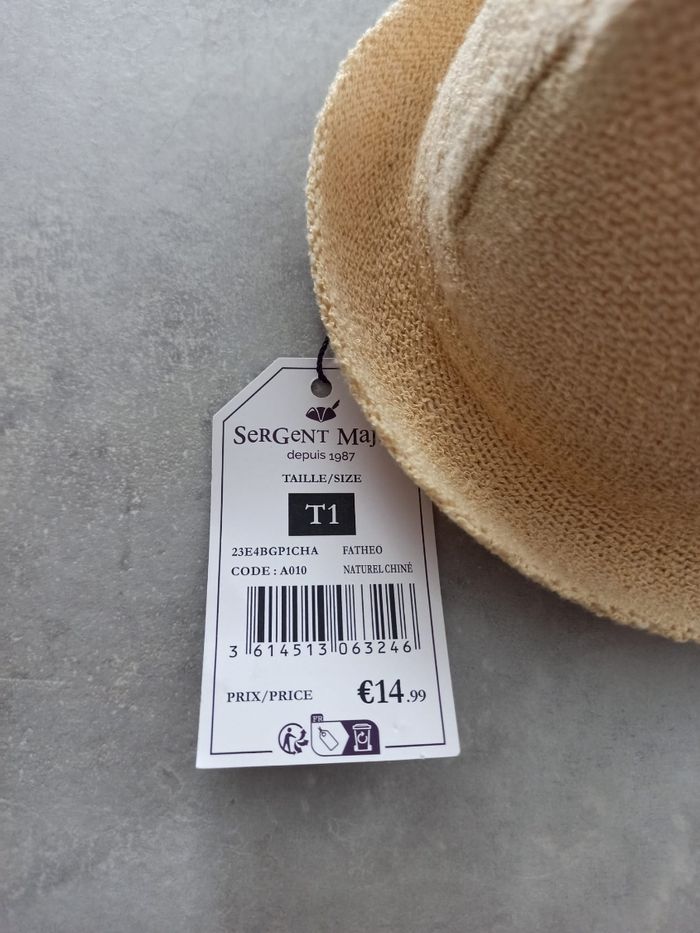 SeRGeNT
depuis 1987
TAILLE/SIZE
T1
23E4BGP1CHA FATHEO
CODE : A010 NATUREL CHINÉ
3 614513 063246
PRIX/PRICE €14.99
FR